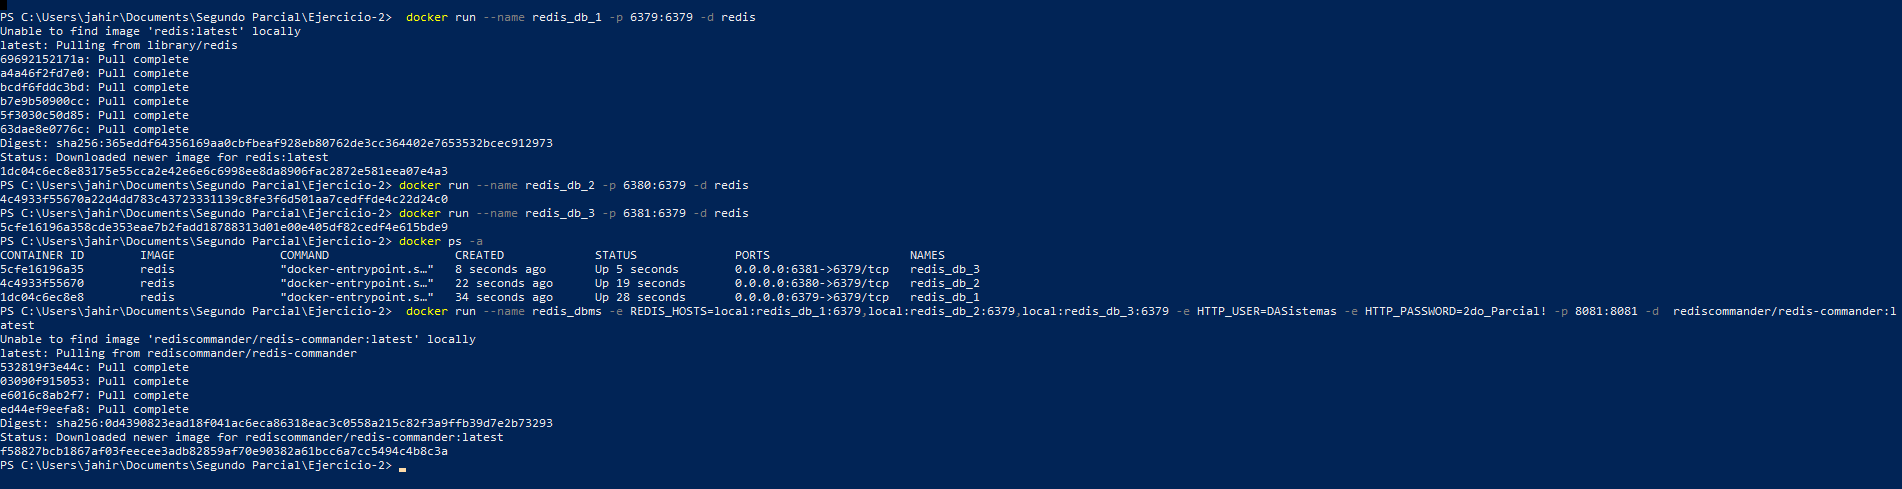 PS C:\Users\jahir\Documents\Segundo Parcial\Ejercicio-2>  docker run --name redis_db_1 -p 6379:6379 -d redis
Unable to find image 'redis:latest' locally
latest: Pulling from library/redis
69692152171a: Pull complete
a4a46f2fd7e0: Pull complete
bcdf6fddc3bd: Pull complete
b7e9b50900cc: Pull complete
5f3030c50d85: Pull complete
63dae8e0776c: Pull complete
Digest: sha256:365eddf64356169aa0cbfbeaf928eb80762de3cc364402e7653532bcec912973
Status: Downloaded newer image for redis:latest
1dc04c6ec8e83175e55cca2e42e6e6c6998ee8da8906fac2872e581eea07e4a3
PS C:\Users\jahir\Documents\Segundo Parcial\Ejercicio-2> docker run --name redis_db_2 -p 6380:6379 -d redis
4c4933f55670a22d4dd783c43723331139c8fe3f6d501aa7cedffde4c22d24c0
PS C:\Users\jahir\Documents\Segundo Parcial\Ejercicio-2> docker run --name redis_db_3 -p 6381:6379 -d redis
5cfe16196a358cde353eae7b2fadd18788313d01e00e405df82cedf4e615bde9
PS C:\Users\jahir\Documents\Segundo Parcial\Ejercicio-2> docker ps -a
CONTAINER ID        IMAGE               COMMAND                  CREATED             STATUS              PORTS                    NAMES
5cfe16196a35        redis               "docker-entrypoint.s…"   8 seconds ago       Up 5 seconds        0.0.0.0:6381->6379/tcp   redis_db_3
4c4933f55670        redis               "docker-entrypoint.s…"   22 seconds ago      Up 19 seconds       0.0.0.0:6380->6379/tcp   redis_db_2
1dc04c6ec8e8        redis               "docker-entrypoint.s…"   34 seconds ago      Up 28 seconds       0.0.0.0:6379->6379/tcp   redis_db_1
PS C:\Users\jahir\Documents\Segundo Parcial\Ejercicio-2>  docker run --name redis_dbms -e REDIS_HOSTS=local:redis_db_1:6379,local:redis_db_2:6379,local:redis_db_3:6379 -e HTTP_USER=DASistemas -e HTTP_PASSWORD=2do_Parcial! -p 8081:8081 -d  rediscommander/redis-commander:l
atest
Unable to find image 'rediscommander/redis-commander:latest' locally
latest: Pulling from rediscommander/redis-commander
532819f3e44c: Pull complete
03090f915053: Pull complete
e6016c8ab2f7: Pull complete
ed44ef9eefa8: Pull complete
Digest: sha256:0d4390823ead18f041ac6eca86318eac3c0558a215c82f3a9ffb39d7e2b73293
Status: Downloaded newer image for rediscommander/redis-commander:latest
f58827bcb1867af03feecee3adb82859af70e90382a61bcc6a7cc5494c4b8c3a
PS C:\Users\jahir\Documents\Segundo Parcial\Ejercicio-2>